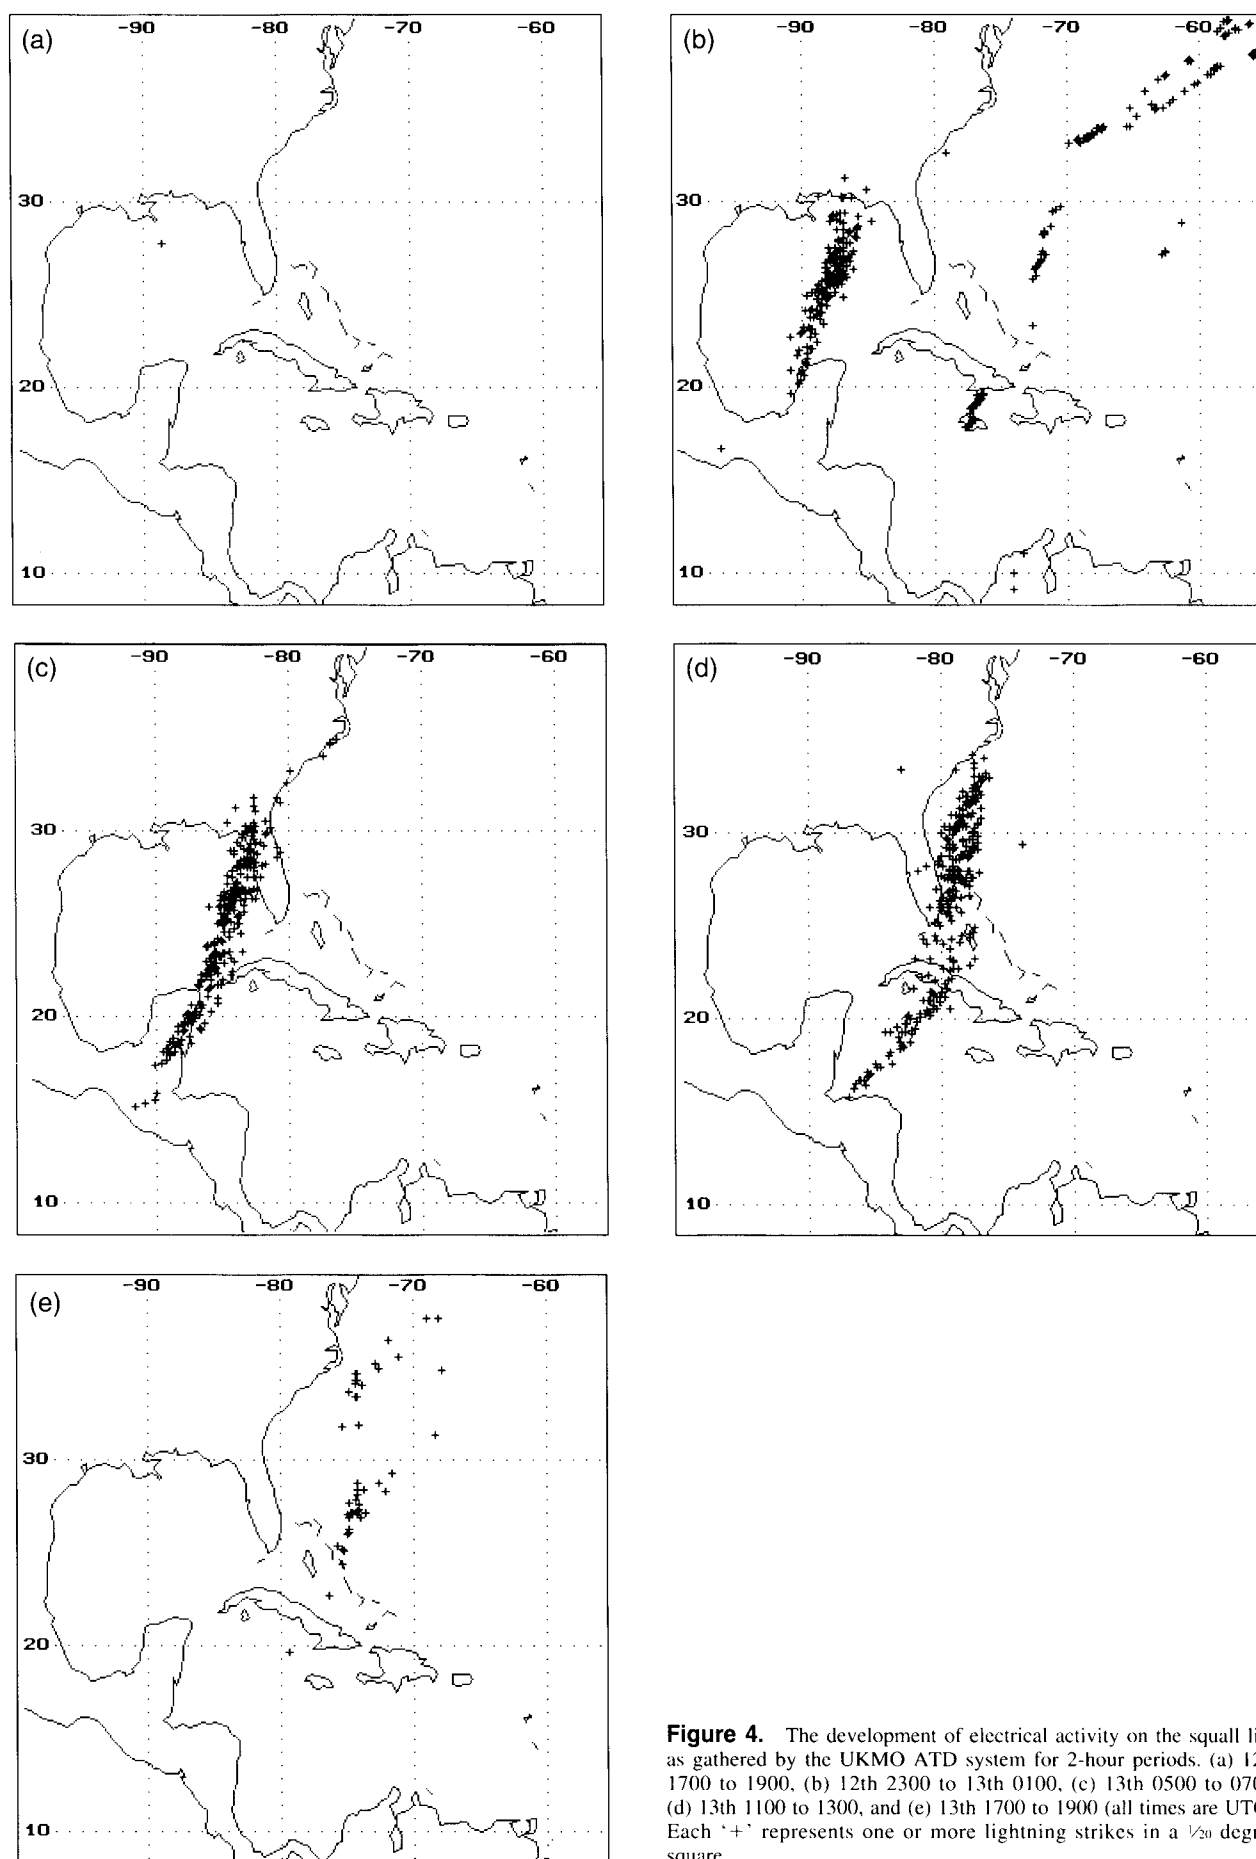 (a)
-90 -80 -70 -60
30
20
10
(b)
-90 -80 -70 -60
30
20
10
(c)
-90 -80 -70 -60
30
20
10
(d)
-90 -80 -70 -60
30
20
10
(e)
-90 -80 -70 -60
30
20
10
Figure 4. The development of electrical activity on the squall
as gathered by the UKMO ATD system for 2-hour periods. (a)
1700 to 1900, (b) 12th 2300 to 13th 0100, (c) 13th 0500 to
(d) 13th 1100 to 1300, and (e) 13th 1700 to 1900 (all times are
Each ‘+’ represents one or more lightning strikes in a 1/20
square